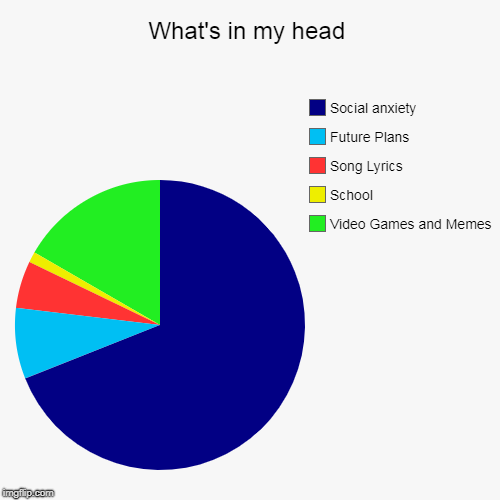 What's in my head
Social anxiety
Future Plans
Song Lyrics
School
Video Games and Memes
imgflip.com